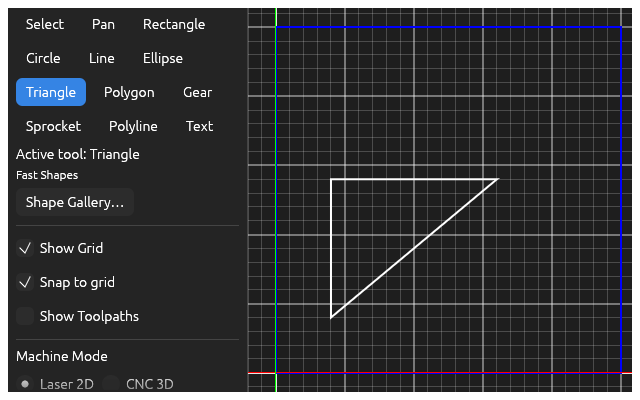 Select Pan Rectangle
Circle Line Ellipse
Triangle Polygon Gear
Sprocket Polyline Text
Active tool: Triangle
Fast Shapes
Shape Gallery...
Show Grid
Snap to grid
Show Toolpaths
Machine Mode
Laser 2D CNC 3D